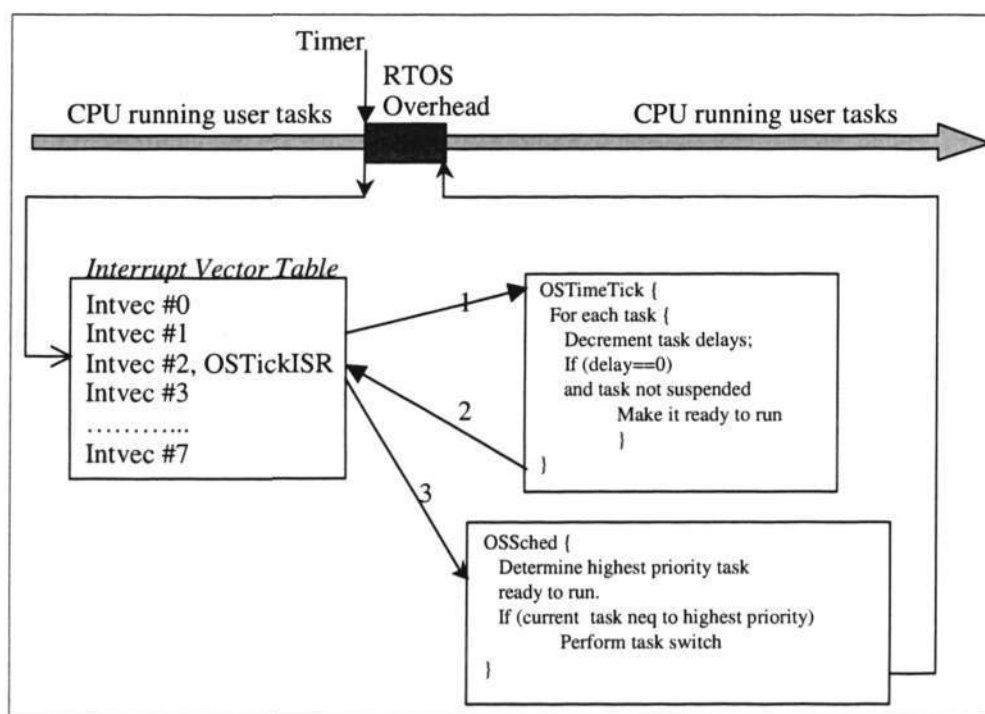 Timer
RTOS
Overhead
CPU running user tasks
CPU running user tasks
Interrupt Vector Table
Intvec #0
Intvec #1
Intvec #2, OSTickISR
Intvec #3
…………...
Intvec #7
1
2
3
OSTimeTick {
For each task {
Decrement task delays;
If (delay==0)
and task not suspended
Make it ready to run
}
}
OSSched {
Determine highest priority task
ready to run.
If (current task neq to highest priority)
Perform task switch
}